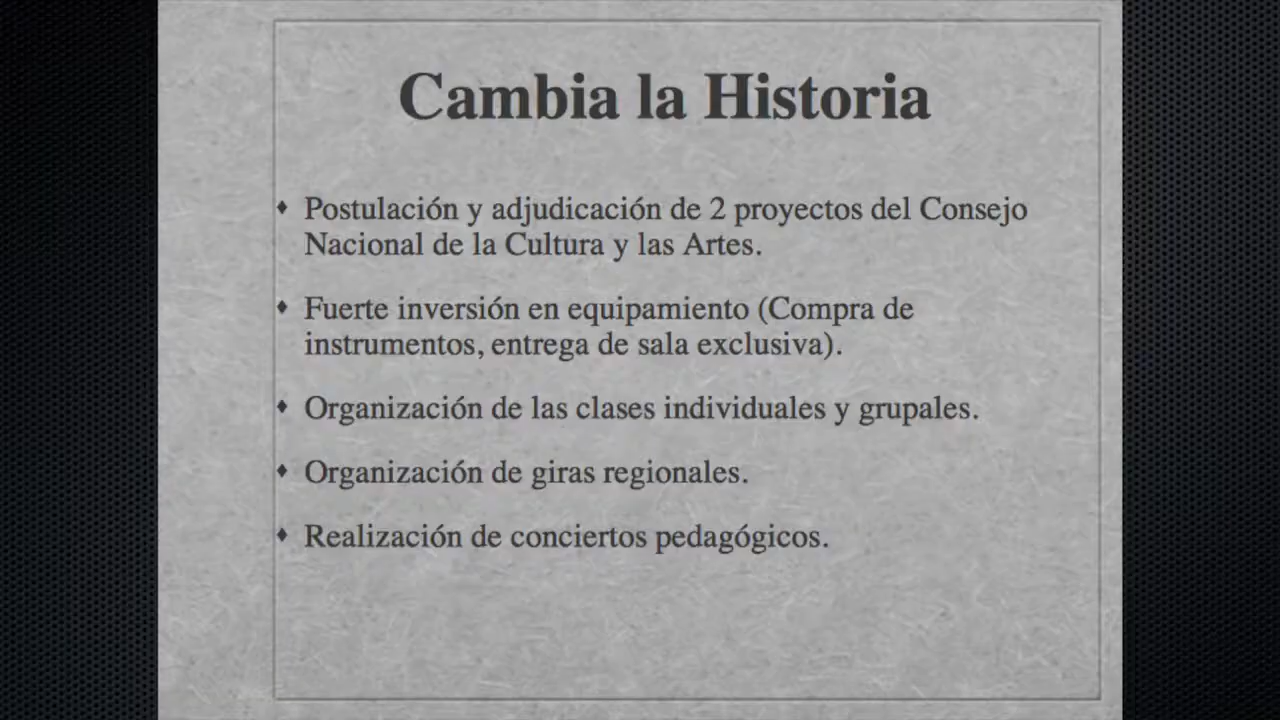 Cambia la Historia
Postulación y adjudicación de 2 proyectos del Consejo
Nacional de la Cultura y las Artes.
Fuerte inversión en equipamiento (Compra de
instrumentos, entrega de sala exclusiva).
Organización de las clases individuales y grupales.
Organización de giras regionales.
Realización de conciertos pedagógicos.